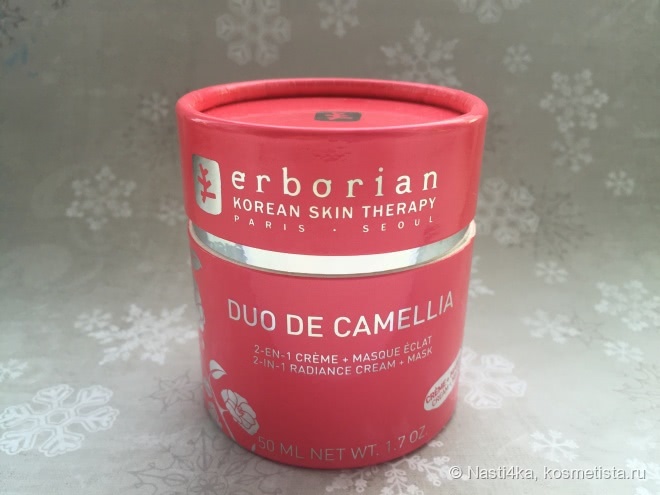 erborian
KOREAN SKIN THERAPY
PARIS · SEOUL
DUO DE CAMELLIA
2-EN-1 CRÈME + MASQUE ÉCLAT
2-IN-1 RADIANCE CREAM + MASK
CRÈME +
50 ML NET WT. 1.7 OZ.
© Nasti4ka, kosmetista.ru